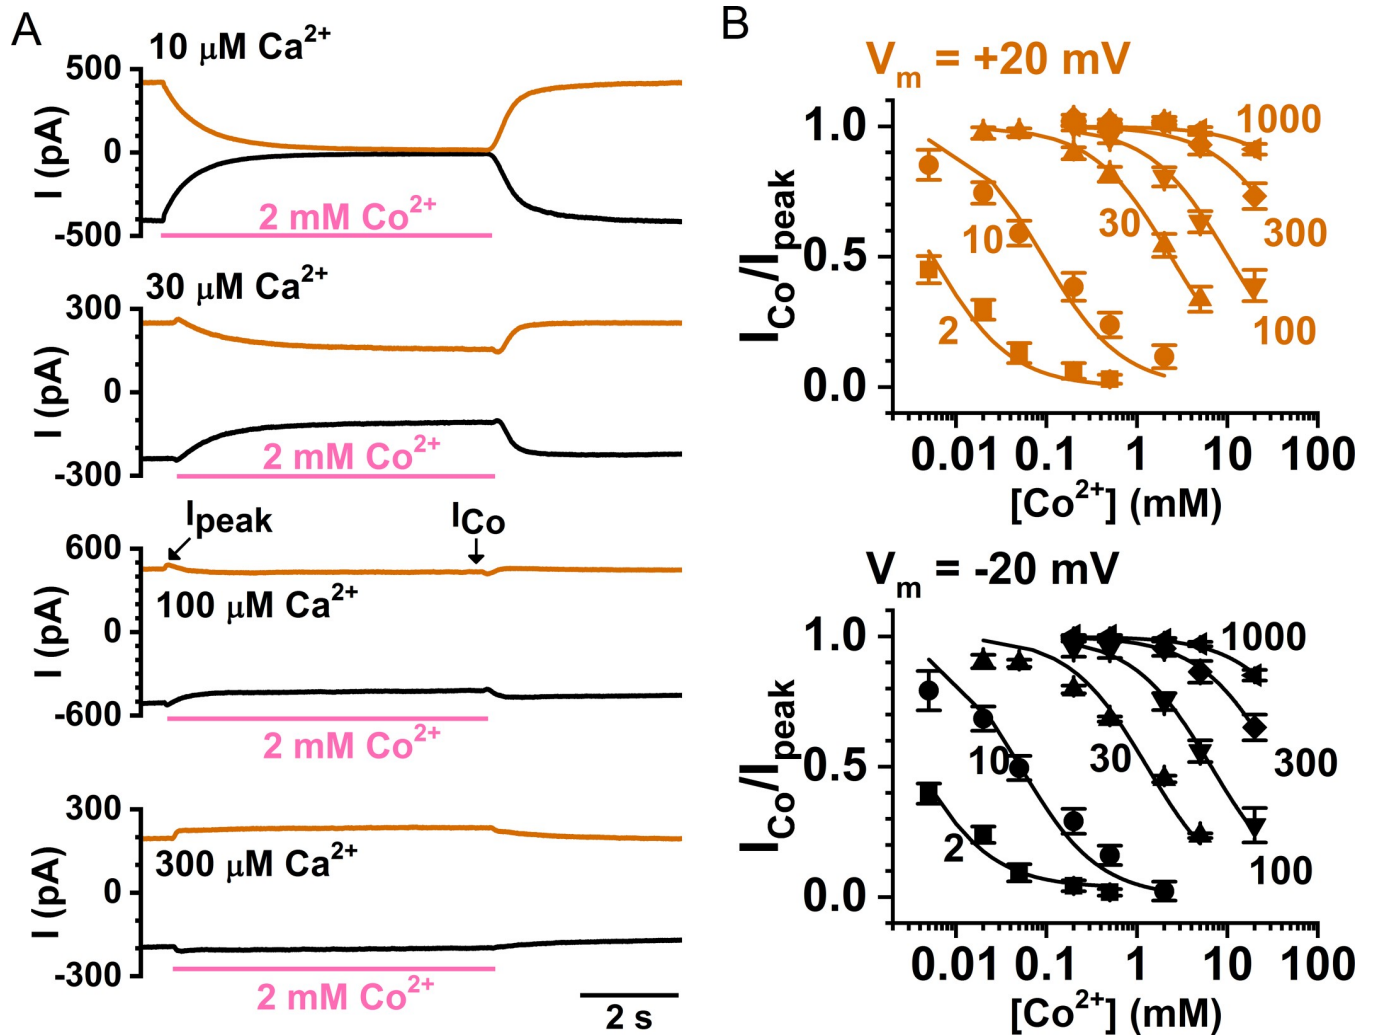 A
10 μM Ca²⁺
500
0
-500
I (pA)
2 mM Co²⁺
30 μM Ca²⁺
300
0
-300
I (pA)
2 mM Co²⁺
Ipeak
ICo
600
0
-600
I (pA)
100 μM Ca²⁺
2 mM Co²⁺
300
0
-300
I (pA)
300 μM Ca²⁺
2 mM Co²⁺
2 s
B
Vm = +20 mV
1.0
0.5
0.0
ICo/Ipeak
1000
300
100
30
10
2
0.01 0.1 1 10 100
[Co²⁺] (mM)
Vm = -20 mV
1.0
0.5
0.0
ICo/Ipeak
1000
300
100
30
10
2
0.01 0.1 1 10 100
[Co²⁺] (mM)